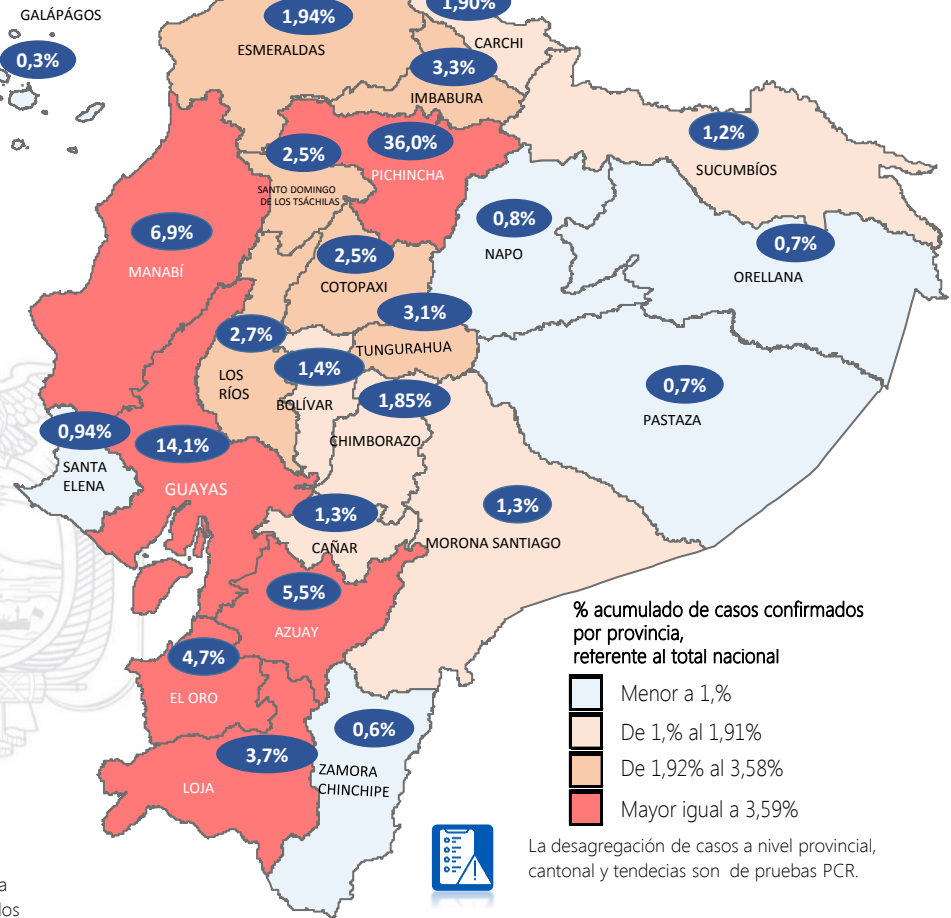 GALÁPÁGOS
0,3%
1,94%
ESMERALDAS
1,90%
CARCHI
3,3%
IMBABURA
36,0%
PICHINCHA
2,5%
SANTO DOMINGO
DE LOS TSÁCHILAS
1,2%
SUCUMBÍOS
6,9%
MANABÍ
0,8%
NAPO
0,7%
ORELLANA
2,5%
COTOPAXI
3,1%
TUNGURAHUA
2,7%
LOS
RÍOS
1,4%
BOLÍVAR
1,85%
CHIMBORAZO
0,7%
PASTAZA
0,94%
SANTA
ELENA
14,1%
GUAYAS
1,3%
CAÑAR
1,3%
MORONA SANTIAGO
5,5%
AZUAY
4,7%
EL ORO
3,7%
LOJA
0,6%
ZAMORA
CHINCHIPE
% acumulado de casos confirmados
por provincia,
referente al total nacional
Menor a 1,%
De 1,% al 1,91%
De 1,92% al 3,58%
Mayor igual a 3,59%
La desagregación de casos a nivel provincial,
cantonal y tendecias son de pruebas PCR.